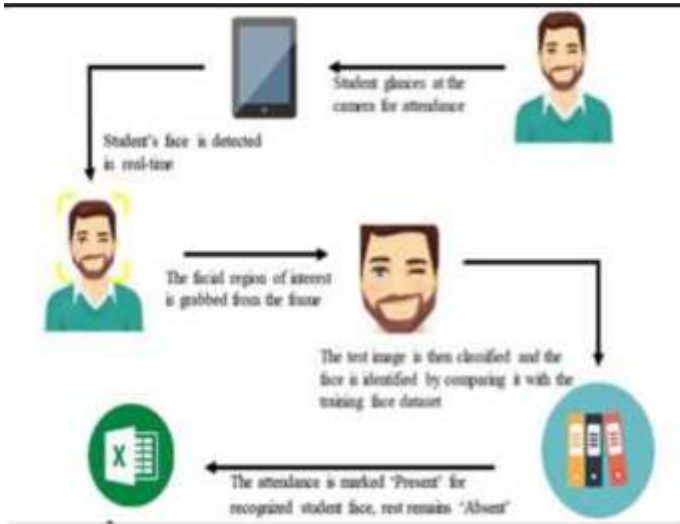 Student glances at the
camera for attendance
Student's face is detected
in real-time
The facial region of interest
is grabbed from the frame
The test image is then classified and the
face is identified by comparing it with the
training face dataset
X
The attendance is marked 'Present' for
recognized student face, rest remains 'Absent'